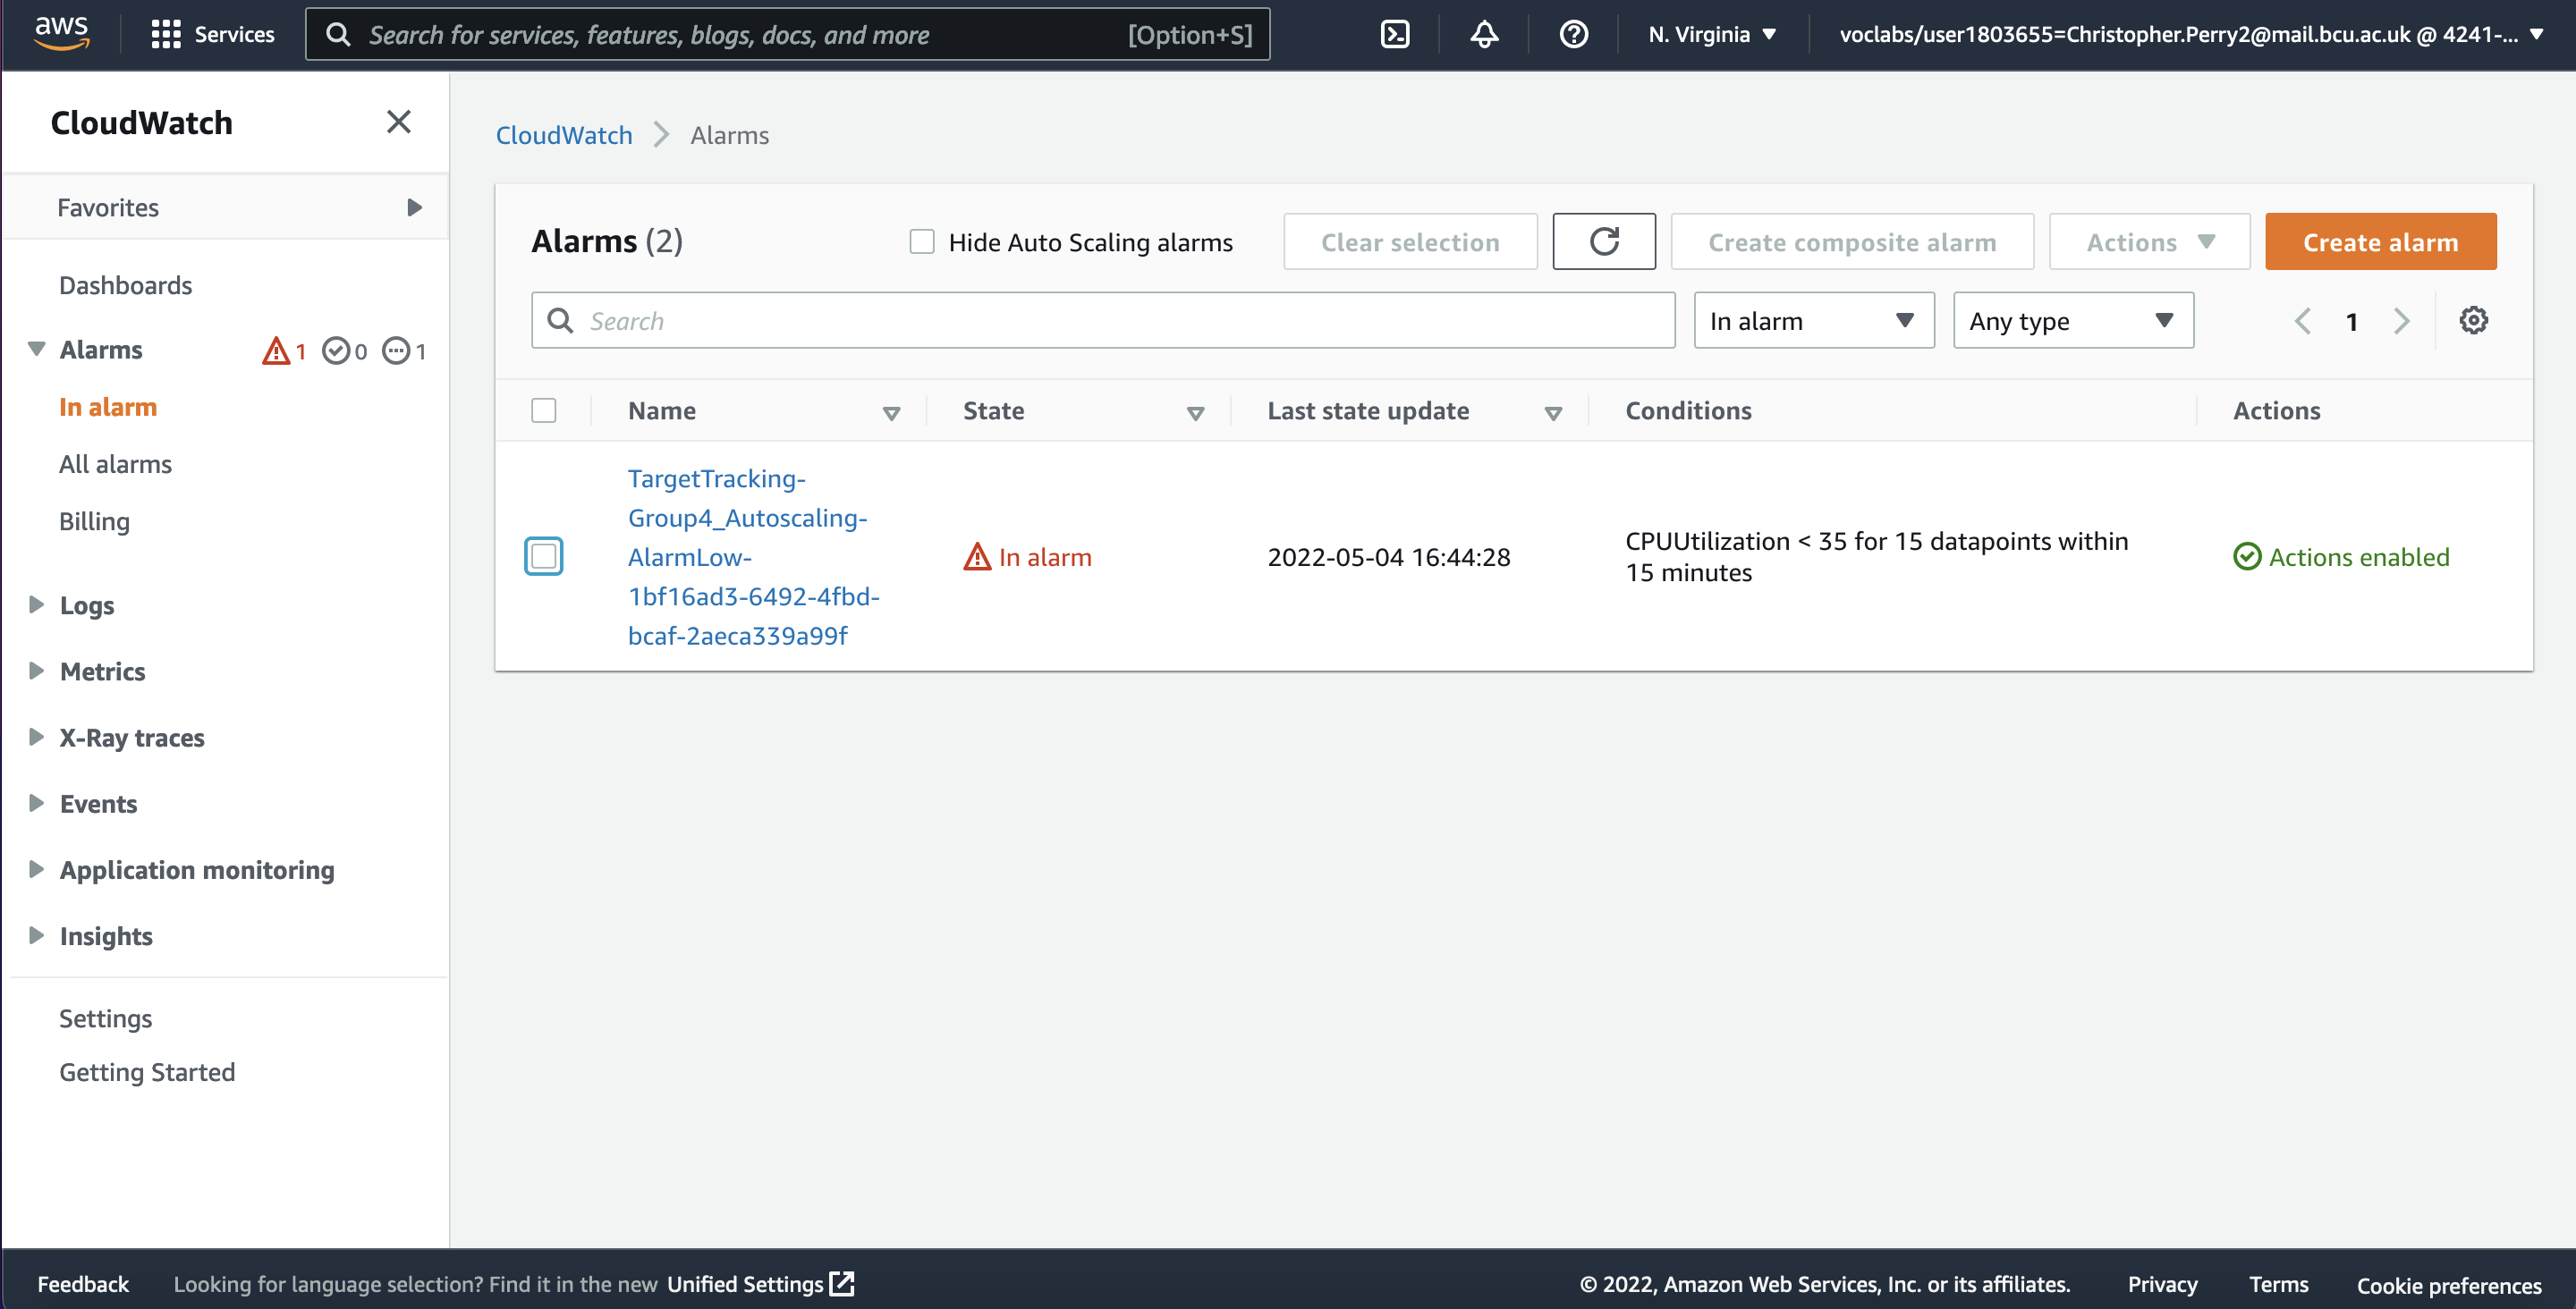 aws
Services
Search for services, features, blogs, docs, and more
[Option+S]
N. Virginia
voclabs/user1803655=Christopher.Perry2@mail.bcu.ac.uk @ 4241-...
CloudWatch
Favorites
Dashboards
Alarms
1
0
1
In alarm
All alarms
Billing
Logs
Metrics
X-Ray traces
Events
Application monitoring
Insights
Settings
Getting Started
CloudWatch
Alarms
Alarms (2)
Hide Auto Scaling alarms
Clear selection
Create composite alarm
Actions
Create alarm
Search
In alarm
Any type
1
Name
State
Last state update
Conditions
Actions
TargetTracking-
Group4_Autoscaling-
AlarmLow-
1bf16ad3-6492-4fbd-
bcaf-2aeca339a99f
In alarm
2022-05-04 16:44:28
CPUUtilization < 35 for 15 datapoints within
15 minutes
Actions enabled
Feedback
Looking for language selection? Find it in the new Unified Settings
© 2022, Amazon Web Services, Inc. or its affiliates.
Privacy
Terms
Cookie preferences